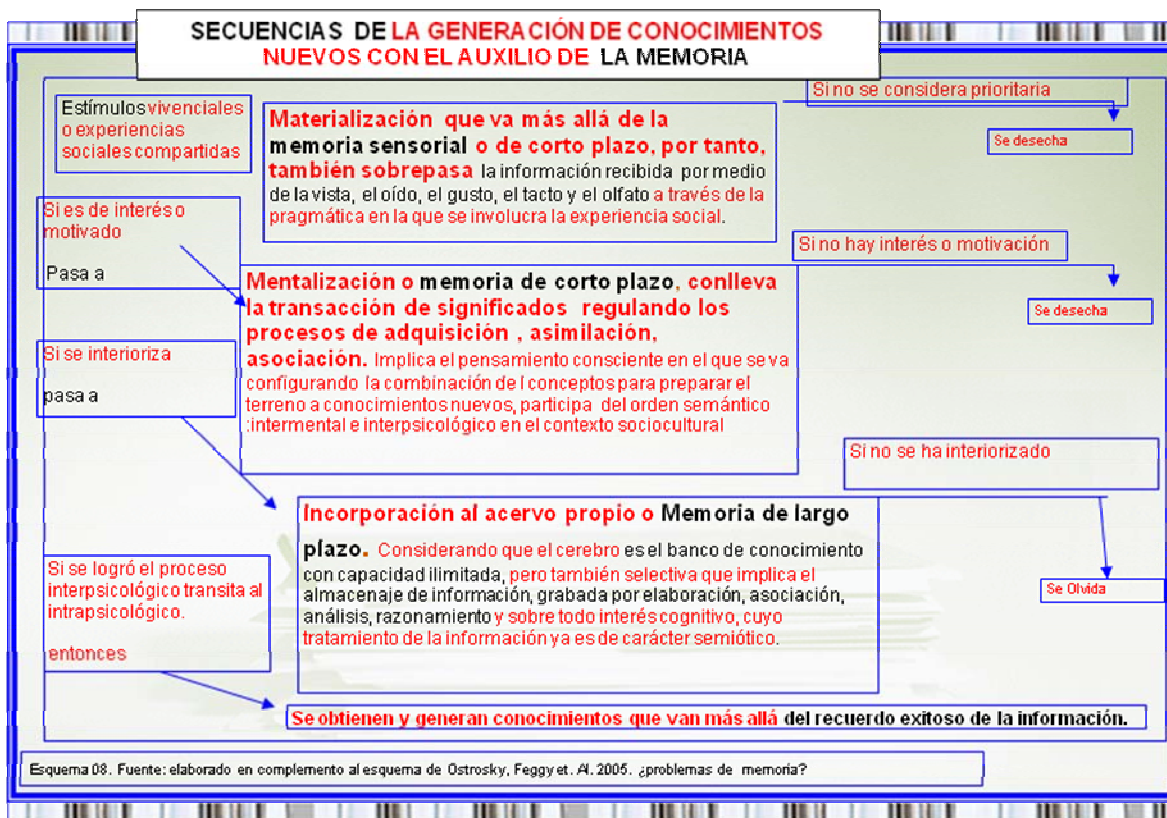 SECUENCIAS DE LA GENERACIÓN DE CONOCIMIENTOS
NUEVOS CON EL AUXILIO DE LA MEMORIA
Estímulos vivenciales
o experiencias
sociales compartidas
Materialización que va más allá de la
memoria sensorial o de corto plazo, por tanto,
también sobrepasa la información recibida por medio
de la vista, el oído, el gusto, el tacto y el olfato a través de la
pragmática en la que se involucra la experiencia social.
Si no se considera prioritaria
Se desecha
Si es de interés o
motivado
Pasa a
Si no hay interés o motivación
Se desecha
Mentalización o memoria de corto plazo, conlleva
la transacción de significados regulando los
procesos de adquisición , asimilación,
asociación. Implica el pensamiento consciente en el que se va
configurando la combinación de l conceptos para preparar el
terreno a conocimientos nuevos, participa del orden semántico
:intermental e interpsicológico en el contexto sociocultural
Si se interioriza
pasa a
Si no se ha interiorizado
Se Olvida
Incorporación al acervo propio o Memoria de largo
plazo. Considerando que el cerebro es el banco de conocimiento
con capacidad ilimitada, pero también selectiva que implica el
almacenaje de información, grabada por elaboración, asociación,
análisis, razonamiento y sobre todo interés cognitivo, cuyo
tratamiento de la información ya es de carácter semiótico.
Si se logró el proceso
interpsicológico transita al
intrapsicológico.
entonces
Se obtienen y generan conocimientos que van más allá del recuerdo exitoso de la información.
Esquema 08. Fuente: elaborado en complemento al esquema de Ostrosky, Feggy et. Al. 2005. ¿problemas de memoria?